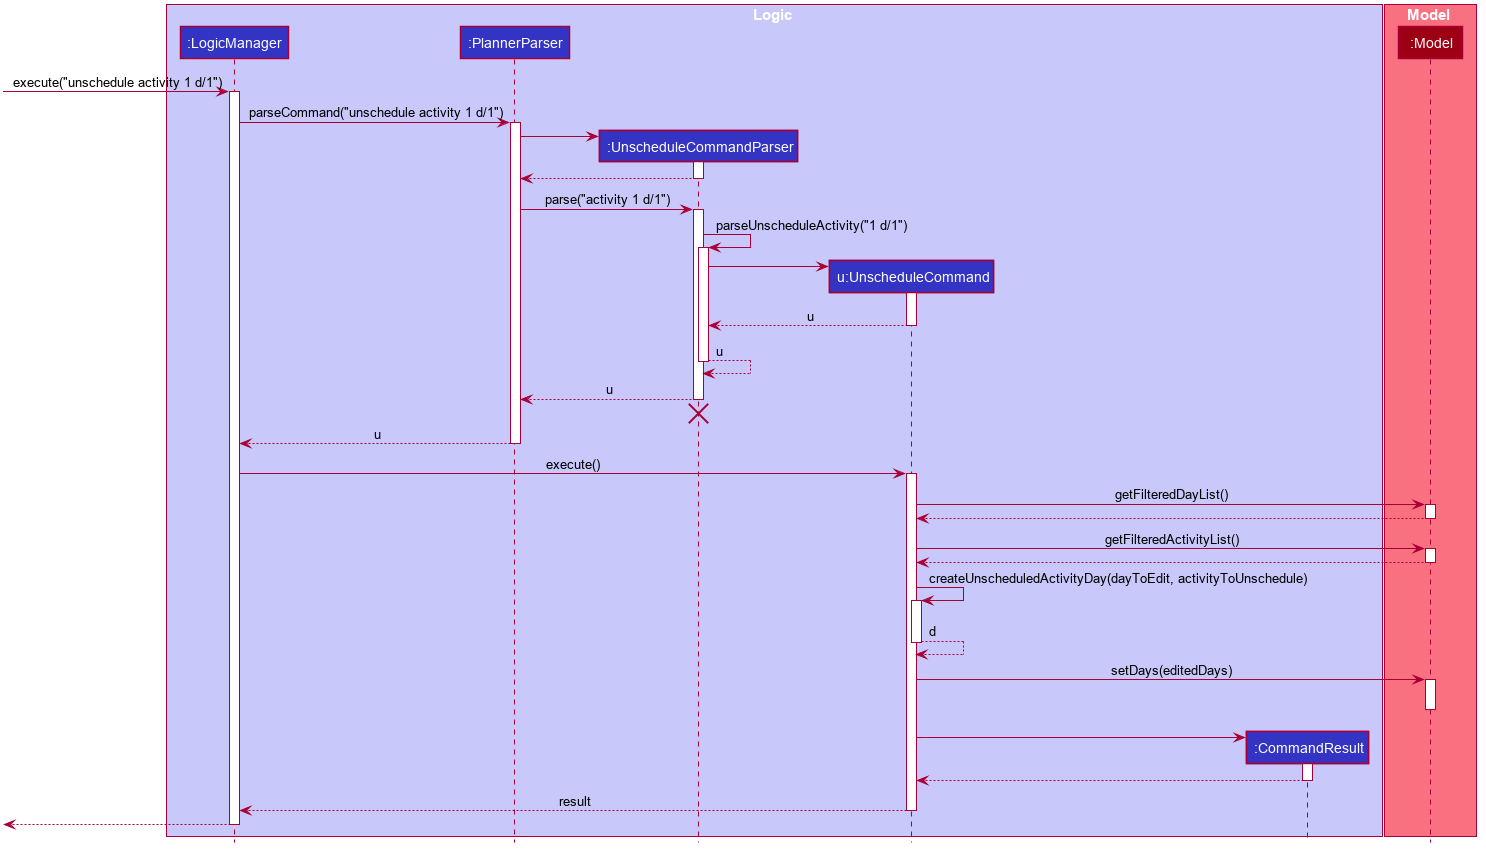 Logic
Model
:LogicManager
:PlannerParser
:Model
execute("unschedule activity 1 d/1")
parseCommand("unschedule activity 1 d/1")
:UnscheduleCommandParser
parse("activity 1 d/1")
parseUnscheduleActivity("1 d/1")
u:UnscheduleCommand
u
u
u
u
execute()
getFilteredDayList()
getFilteredActivityList()
createUnscheduledActivityDay(dayToEdit, activityToUnschedule)
d
setDays(editedDays)
:CommandResult
result